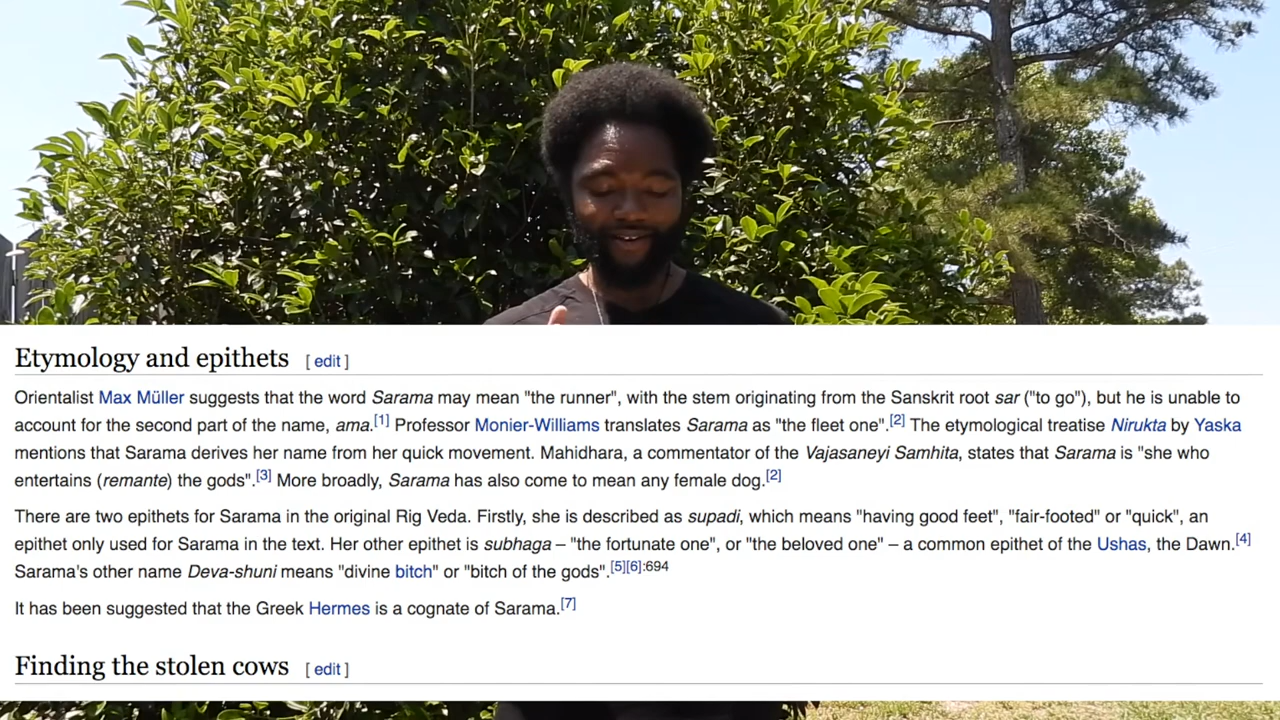 Etymology and epithets [ edit ]
Orientalist Max Müller suggests that the word Sarama may mean "the runner", with the stem originating from the Sanskrit root sar ("to go"), but he is unable to
account for the second part of the name, ama.[1] Professor Monier-Williams translates Sarama as "the fleet one".[2] The etymological treatise Nirukta by Yaska
mentions that Sarama derives her name from her quick movement. Mahidhara, a commentator of the Vajasaneyi Samhita, states that Sarama is "she who
entertains (remante) the gods".[3] More broadly, Sarama has also come to mean any female dog.[2]
There are two epithets for Sarama in the original Rig Veda. Firstly, she is described as supadi, which means "having good feet", "fair-footed" or "quick", an
epithet only used for Sarama in the text. Her other epithet is subhaga – "the fortunate one", or "the beloved one" – a common epithet of the Ushas, the Dawn.[4]
Sarama's other name Deva-shuni means "divine bitch" or "bitch of the gods".[5][6]:694
It has been suggested that the Greek Hermes is a cognate of Sarama.[7]
Finding the stolen cows [ edit ]